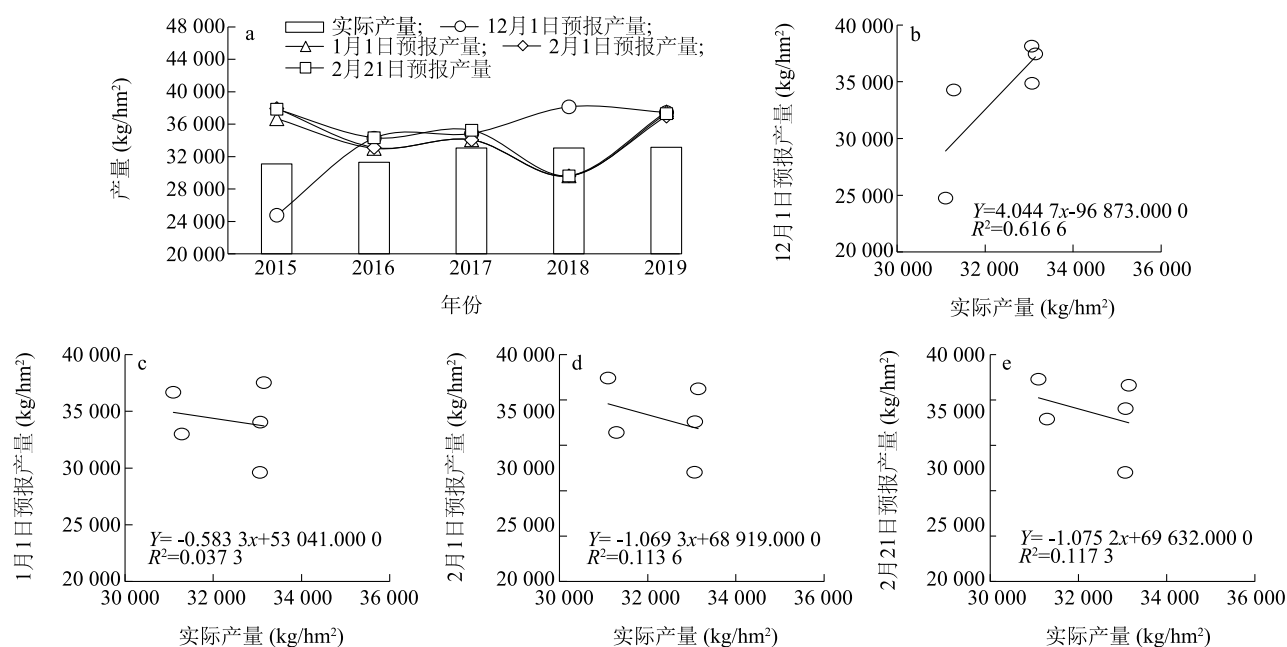 48 000
44 000
40 000
36 000
32 000
28 000
24 000
20 000
产量 (kg/hm²)
a
实际产量; 12月1日预报产量;
1月1日预报产量; 2月1日预报产量;
2月21日预报产量
2015 2016 2017 2018 2019
年份
40 000
35 000
30 000
25 000
20 000
12月1日预报产量 (kg/hm²)
b
Y=4.044 7x-96 873.000 0
R²=0.616 6
30 000 32 000 34 000 36 000
实际产量 (kg/hm²)
40 000
35 000
30 000
25 000
20 000
1月1日预报产量 (kg/hm²)
c
Y= -0.583 3x+53 041.000 0
R²=0.037 3
30 000 32 000 34 000 36 000
实际产量 (kg/hm²)
40 000
35 000
30 000
25 000
20 000
2月1日预报产量 (kg/hm²)
d
Y= -1.069 3x+68 919.000 0
R²=0.113 6
30 000 32 000 34 000 36 000
实际产量 (kg/hm²)
40 000
35 000
30 000
25 000
20 000
2月21日预报产量 (kg/hm²)
e
Y= -1.075 2x+69 632.000 0
R²=0.117 3
30 000 32 000 34 000 36 000
实际产量 (kg/hm²)